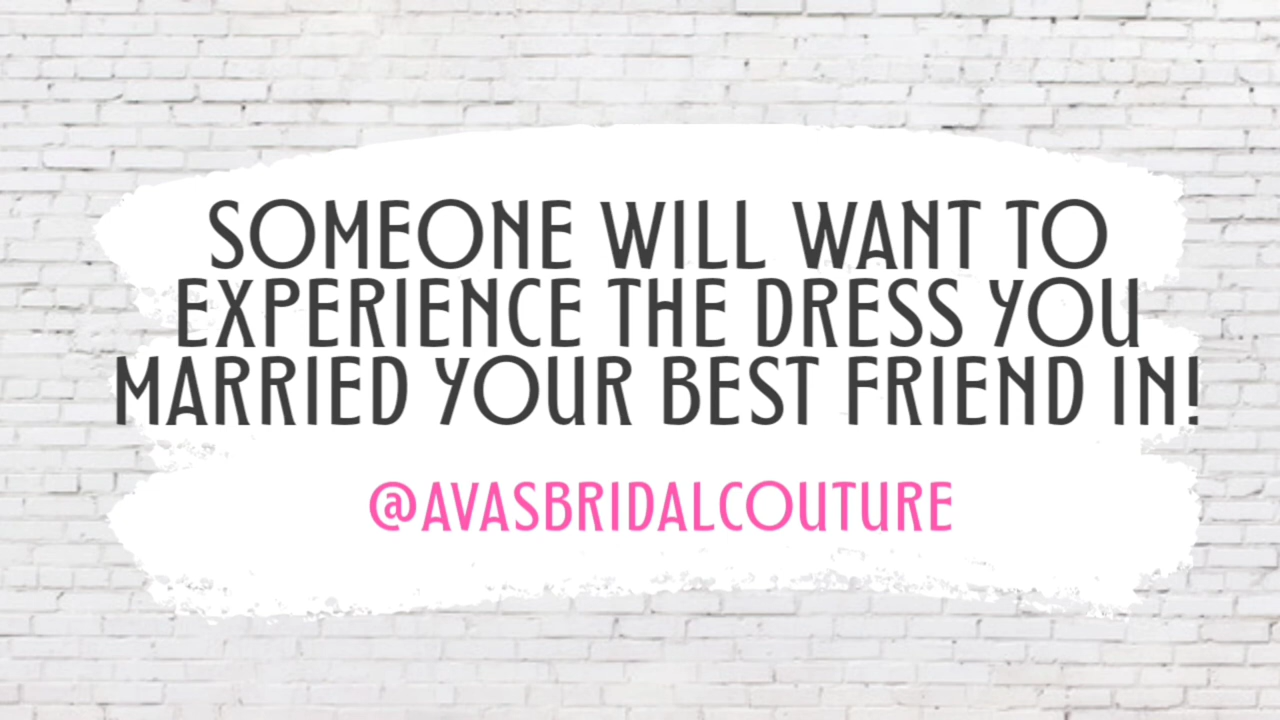 SOMEONE WILL WANT TO
EXPERIENCE THE DRESS YOU
MARRIED YOUR BEST FRIEND IN!
@AVASBRIDALCOUTURE